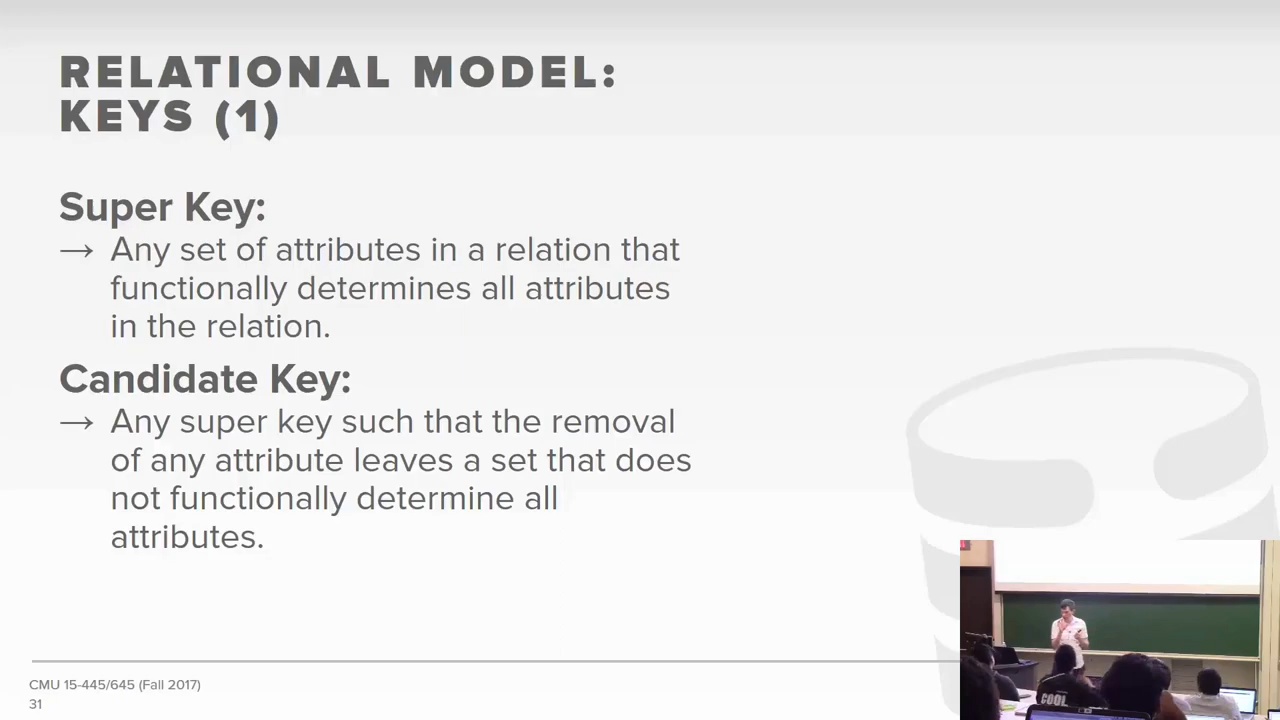 RELATIONAL MODEL:
KEYS (1)
Super Key:
→ Any set of attributes in a relation that
functionally determines all attributes
in the relation.
Candidate Key:
→ Any super key such that the removal
of any attribute leaves a set that does
not functionally determine all
attributes.
CMU 15-445/645 (Fall 2017)
31
COOL